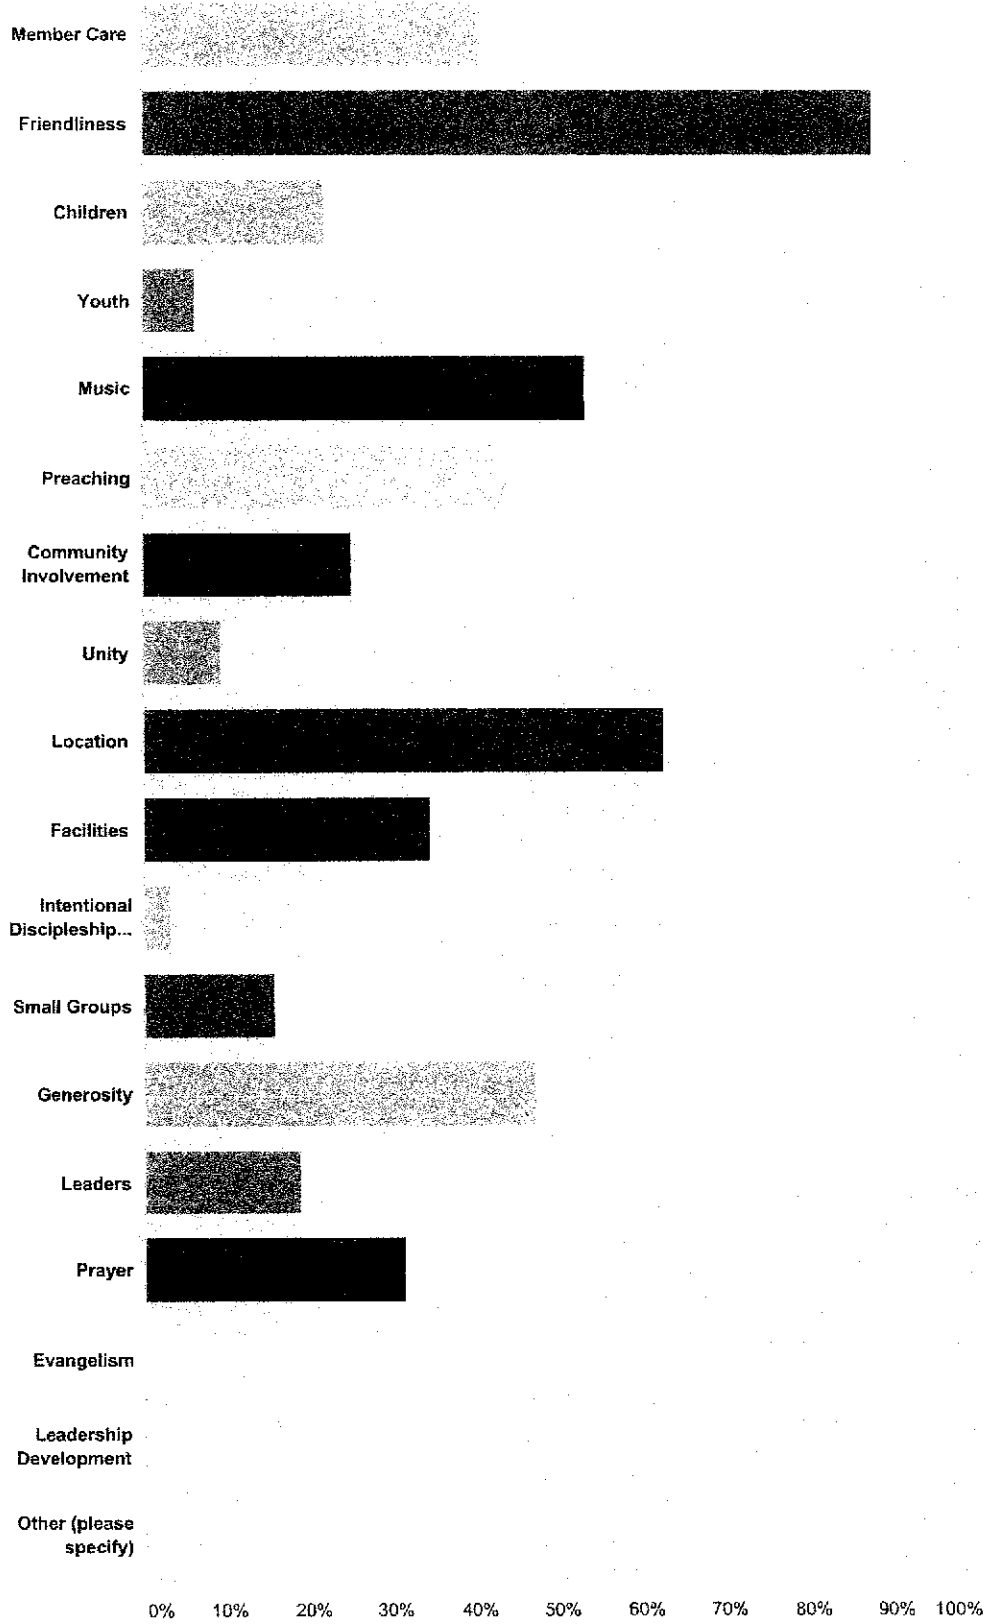 Member Care
Friendliness
Children
Youth
Music
Preaching
Community
Involvement
Unity
Location
Facilities
Intentional
Discipleship...
Small Groups
Generosity
Leaders
Prayer
Evangelism
Leadership
Development
Other (please
specify)
0% 10% 20% 30% 40% 50% 60% 70% 80% 90% 100%